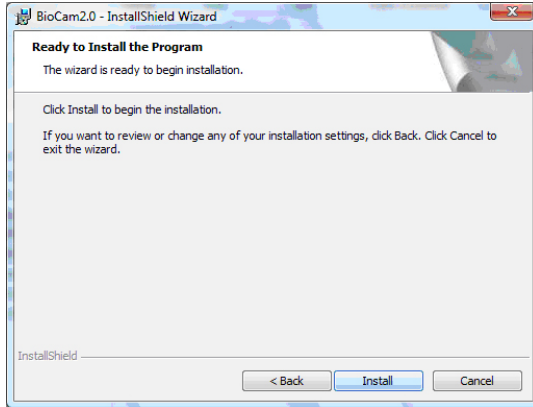 BioCam2.0 - InstallShield Wizard
Ready to Install the Program
The wizard is ready to begin installation.
Click Install to begin the installation.
If you want to review or change any of your installation settings, click Back. Click Cancel to
exit the wizard.
InstallShield
< Back Install Cancel